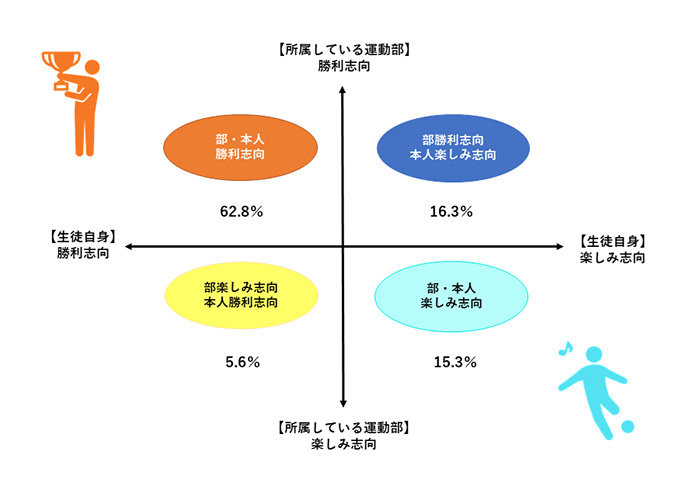 【所属している運動部】
勝利志向
部・本人
勝利志向
部勝利志向
本人楽しみ志向
62.8%
16.3%
【生徒自身】
勝利志向
【生徒自身】
楽しみ志向
部楽しみ志向
本人勝利志向
部・本人
楽しみ志向
5.6%
15.3%
【所属している運動部】
楽しみ志向